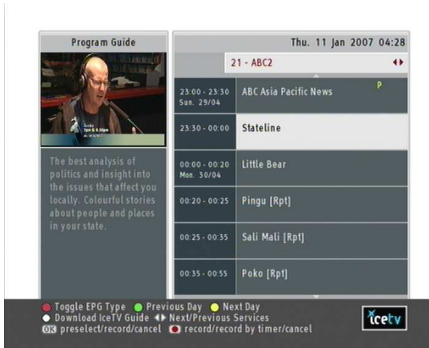 Program Guide
Thu. 11 Jan 2007 04:28
21 - ABC2
23:00 - 23:30
Sun. 29/04
ABC Asia Pacific News
P
23:30 - 00:00
Stateline
00:00 - 00:20
Mon. 30/04
Little Bear
00:20 - 00:25
Pingu [Rpt]
00:25 - 00:35
Sali Mali [Rpt]
00:35 - 00:55
Poko [Rpt]
The best analysis of
politics and insight into
the issues that affect you
locally. Colourful stories
about people and places
in your state.
Toggle EPG Type Previous Day Next Day
Download IceTV Guide Next/Previous Services
OK preselect/record/cancel record/record by timer/cancel
icetv